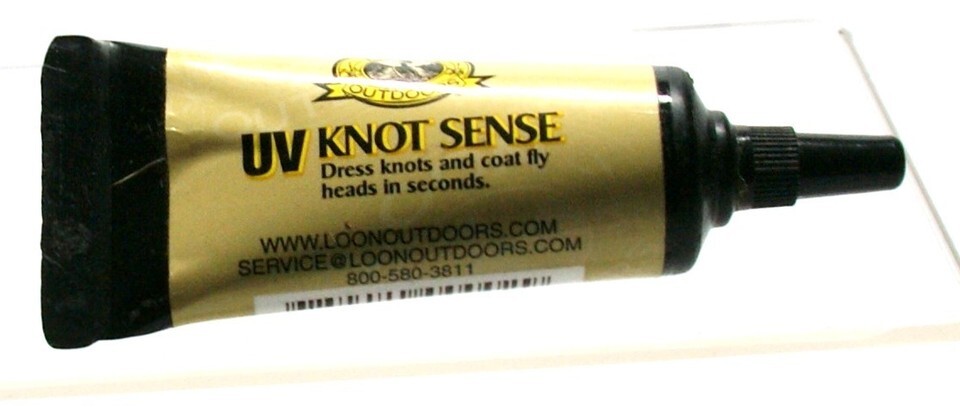 OUTDOORS
UV KNOT SENSE
Dress knots and coat fly
heads in seconds.
WWW.LOONOUTDOORS.COM
SERVICE@LOONOUTDOORS.COM
800-580-3811